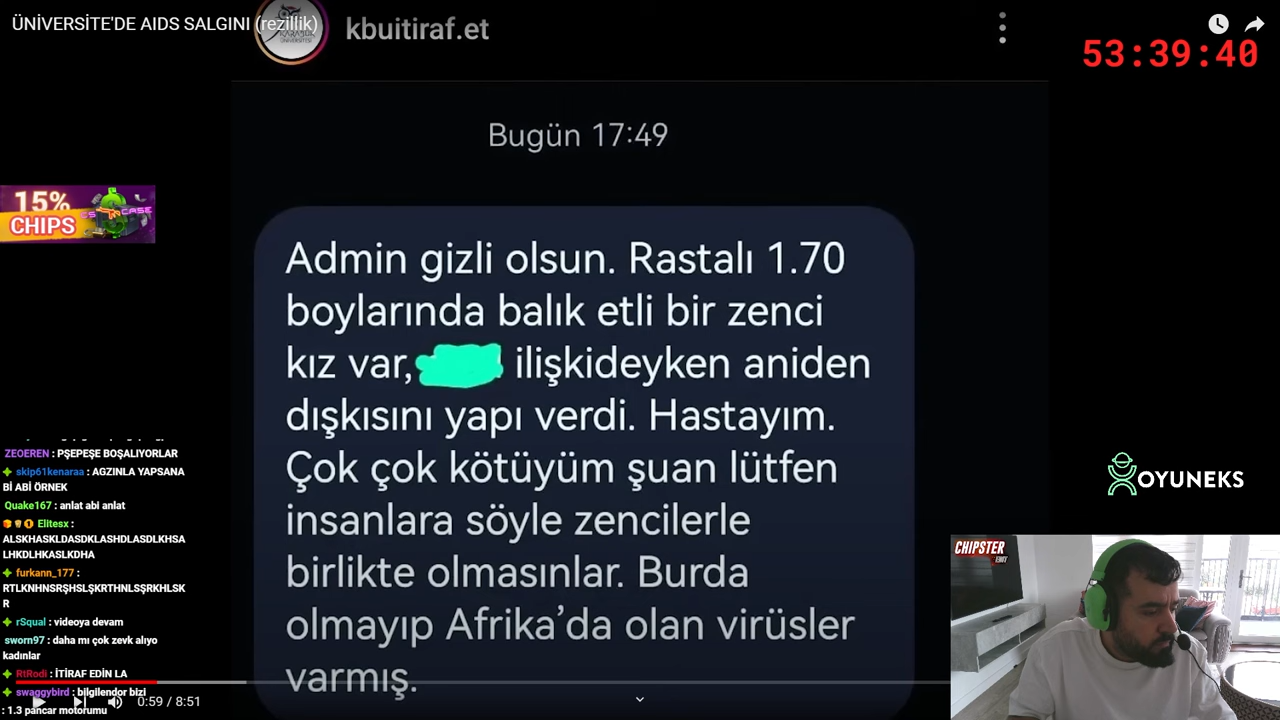 ÜNİVERSİTE'DE AIDS SALGINI (rezillik)
kbuitiraf.et
53:39:40
Bugün 17:49
15%
CHIPS
Admin gizli olsun. Rastalı 1.70
boylarında balık etli bir zenci
kız var, ilişkideyken aniden
dışkısını yapı verdi. Hastayım.
Çok çok kötüyüm şuan lütfen
insanlara söyle zencilerle
birlikte olmasınlar. Burda
olmayıp Afrika’da olan virüsler
varmış.
ZEOEREN : PŞEPEŞE BOŞALIYORLAR
skip61kenaraa : AGZINLA YAPSANA
Bİ ABİ ÖRNEK
Quake167 : anlat abi anlat
Elitesx :
ALSKHASKLDASDKLASHDLASDLKHSA
LHKDLHKASLKDHA
furkann_177 :
RTLKNHNSRŞHSLŞKRTHNLSŞRKHLSK
R
rSqual : videoya devam
sworn97 : daha mı çok zevk alıyo
kadınlar
RtRodi : İTİRAF EDİN LA
swaggybird : bilgilendor bizi
: 1.3 pancar motorumu
0:59 / 8:51
OYUNEKS
CHIPSTER